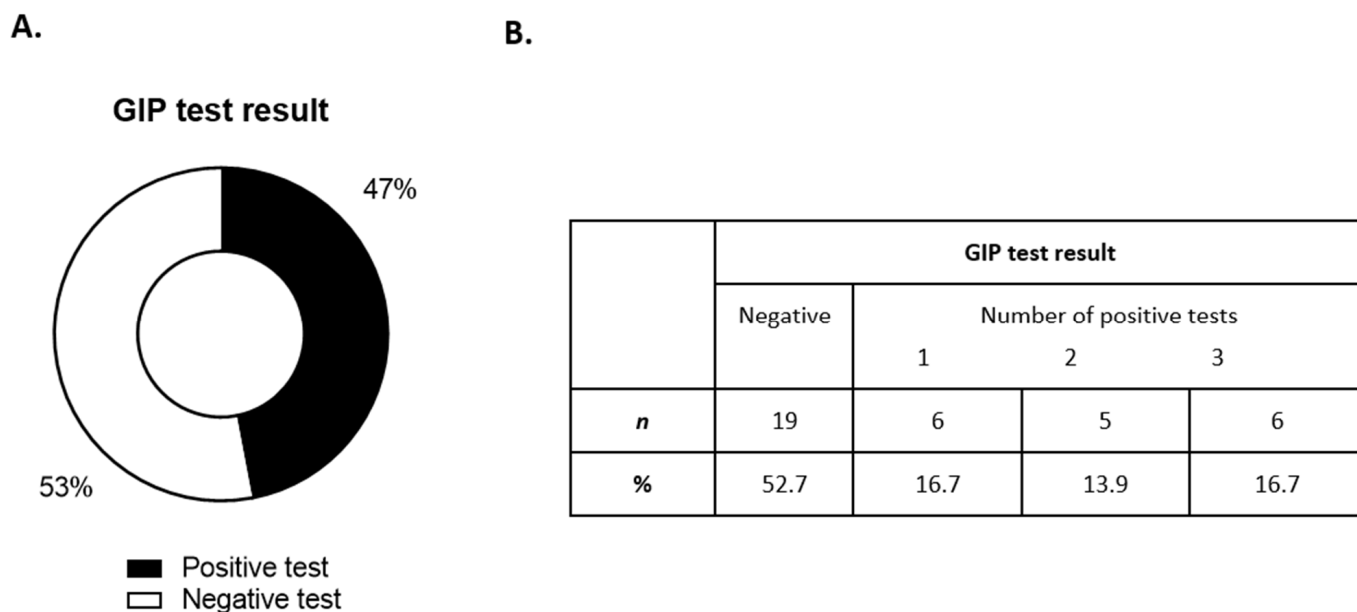 A.
B.
GIP test result
47%
53%
Positive test
Negative test
GIP test result
Negative Number of positive tests
1 2 3
n 19 6 5 6
% 52.7 16.7 13.9 16.7